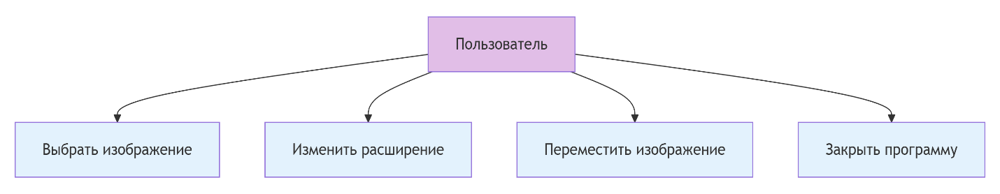 Пользователь
Выбрать изображение
Изменить расширение
Переместить изображение
Закрыть программу